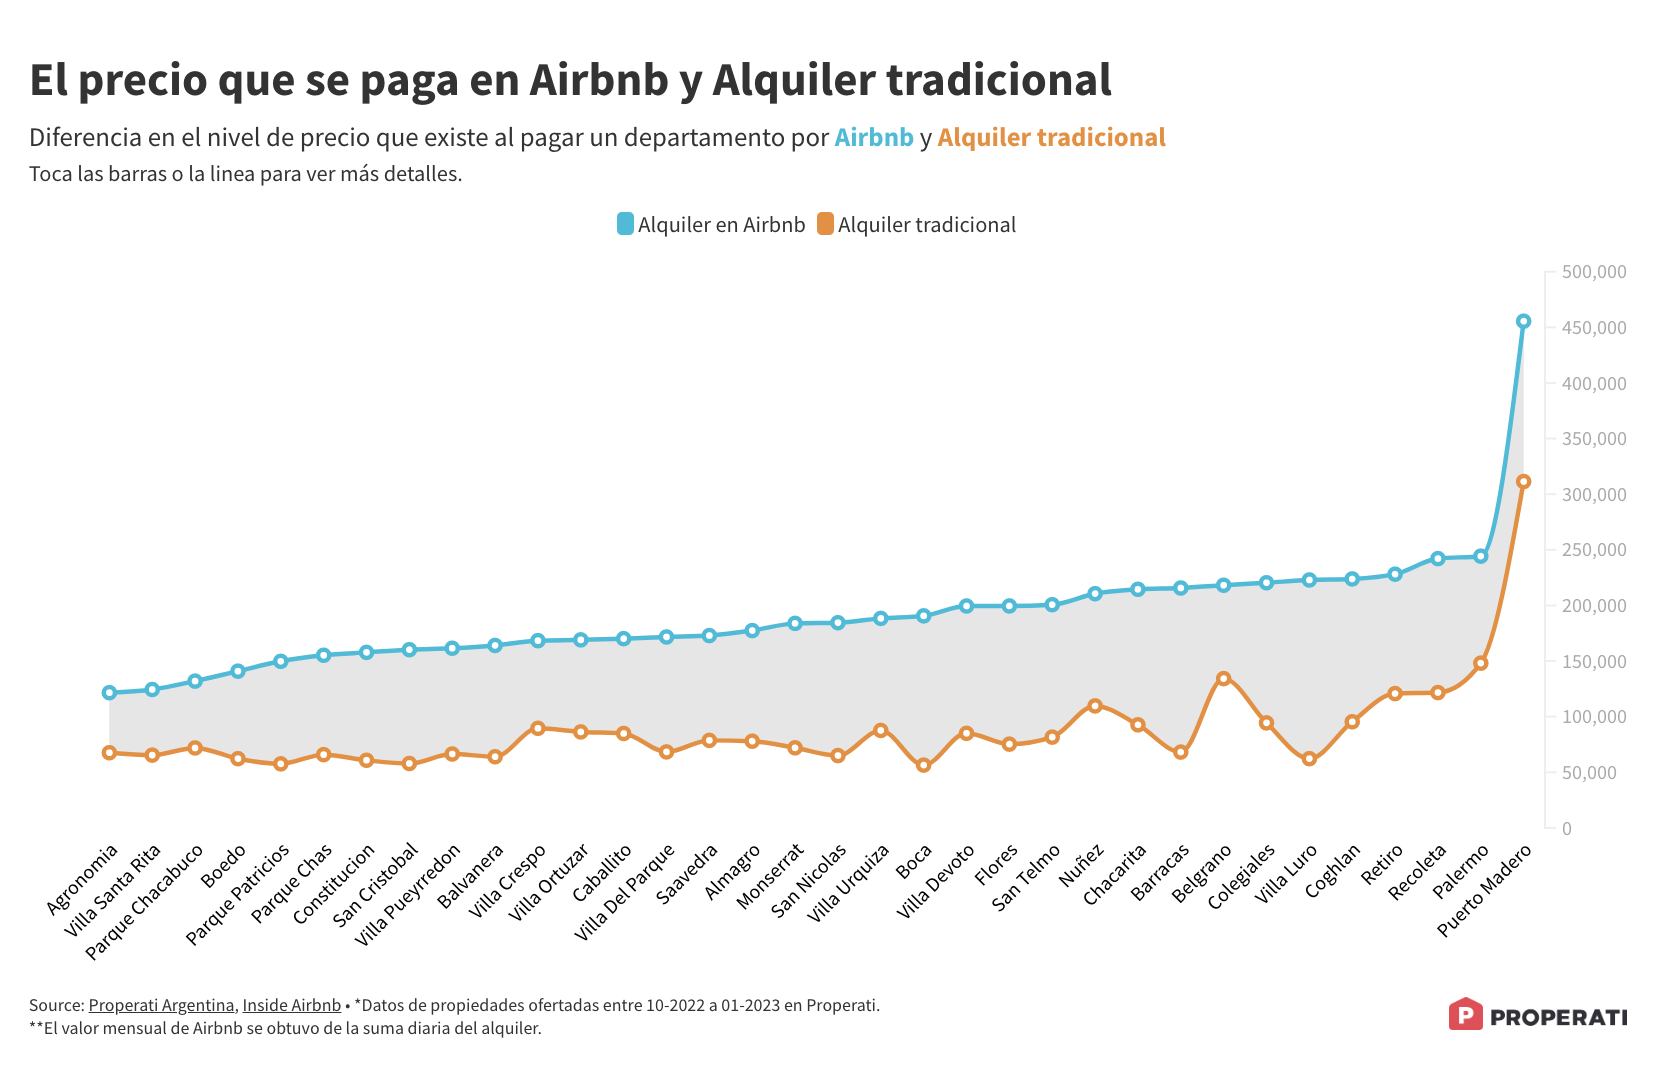 El precio que se paga en Airbnb y Alquiler tradicional
Diferencia en el nivel de precio que existe al pagar un departamento por Airbnb y Alquiler tradicional
Toca las barras o la linea para ver más detalles.
Alquiler en Airbnb
Alquiler tradicional
500,000
450,000
400,000
350,000
300,000
250,000
200,000
150,000
100,000
50,000
0
Agronomia
Villa Santa Rita
Parque Chacabuco
Boedo
Parque Patricios
Parque Chas
Constitucion
San Cristobal
Villa Pueyrredon
Balvanera
Villa Crespo
Villa Ortuzar
Caballito
Villa Del Parque
Saavedra
Almagro
Monserrat
San Nicolas
Villa Urquiza
Boca
Villa Devoto
Flores
San Telmo
Nuñez
Chacarita
Barracas
Belgrano
Colegiales
Villa Luro
Coghlan
Retiro
Recoleta
Palermo
Puerto Madero
Source: Properati Argentina, Inside Airbnb • *Datos de propiedades ofertadas entre 10-2022 a 01-2023 en Properati.
**El valor mensual de Airbnb se obtuvo de la suma diaria del alquiler.
P PROPERATI